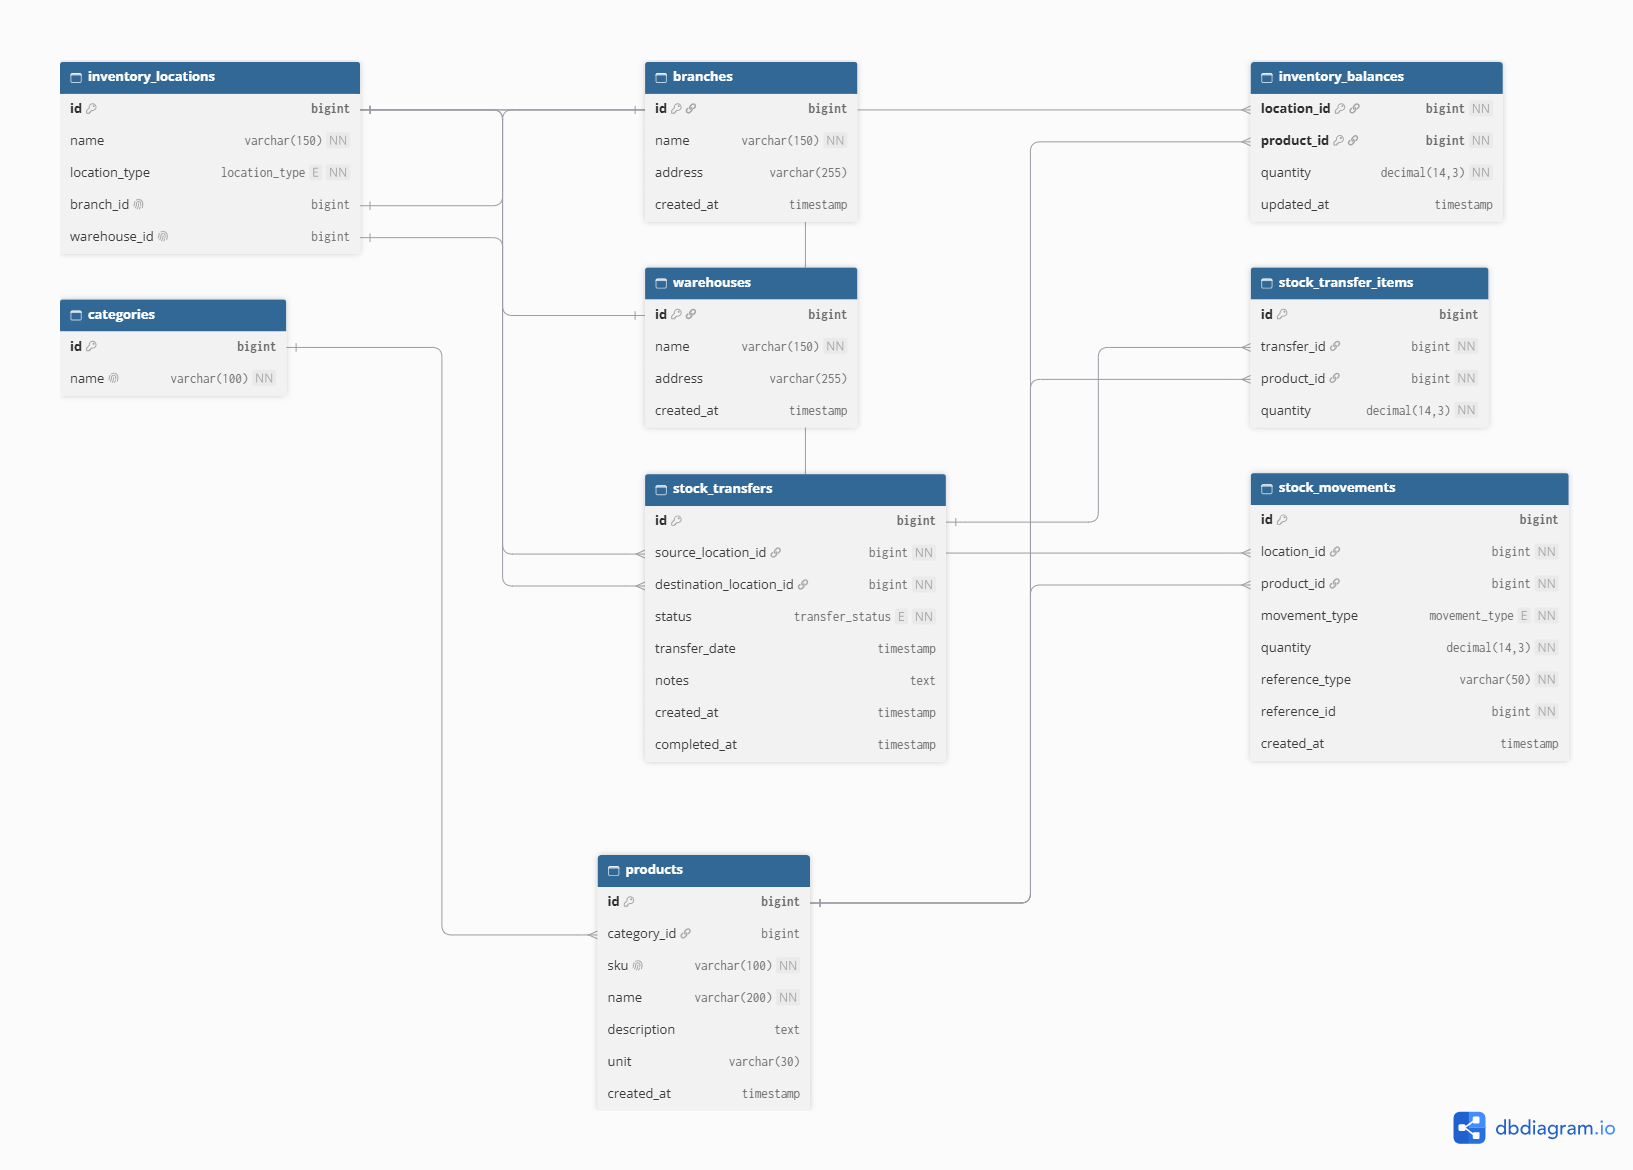 inventory_locations
id bigint
name varchar(150) NN
location_type location_type E NN
branch_id bigint
warehouse_id bigint
categories
id bigint
name varchar(100) NN
branches
id bigint
name varchar(150) NN
address varchar(255)
created_at timestamp
warehouses
id bigint
name varchar(150) NN
address varchar(255)
created_at timestamp
stock_transfers
id bigint
source_location_id bigint NN
destination_location_id bigint NN
status transfer_status E NN
transfer_date timestamp
notes text
created_at timestamp
completed_at timestamp
products
id bigint
category_id bigint
sku varchar(100) NN
name varchar(200) NN
description text
unit varchar(30)
created_at timestamp
inventory_balances
location_id bigint NN
product_id bigint NN
quantity decimal(14,3) NN
updated_at timestamp
stock_transfer_items
id bigint
transfer_id bigint NN
product_id bigint NN
quantity decimal(14,3) NN
stock_movements
id bigint
location_id bigint NN
product_id bigint NN
movement_type movement_type E NN
quantity decimal(14,3) NN
reference_type varchar(50) NN
reference_id bigint NN
created_at timestamp
dbdiagram.io